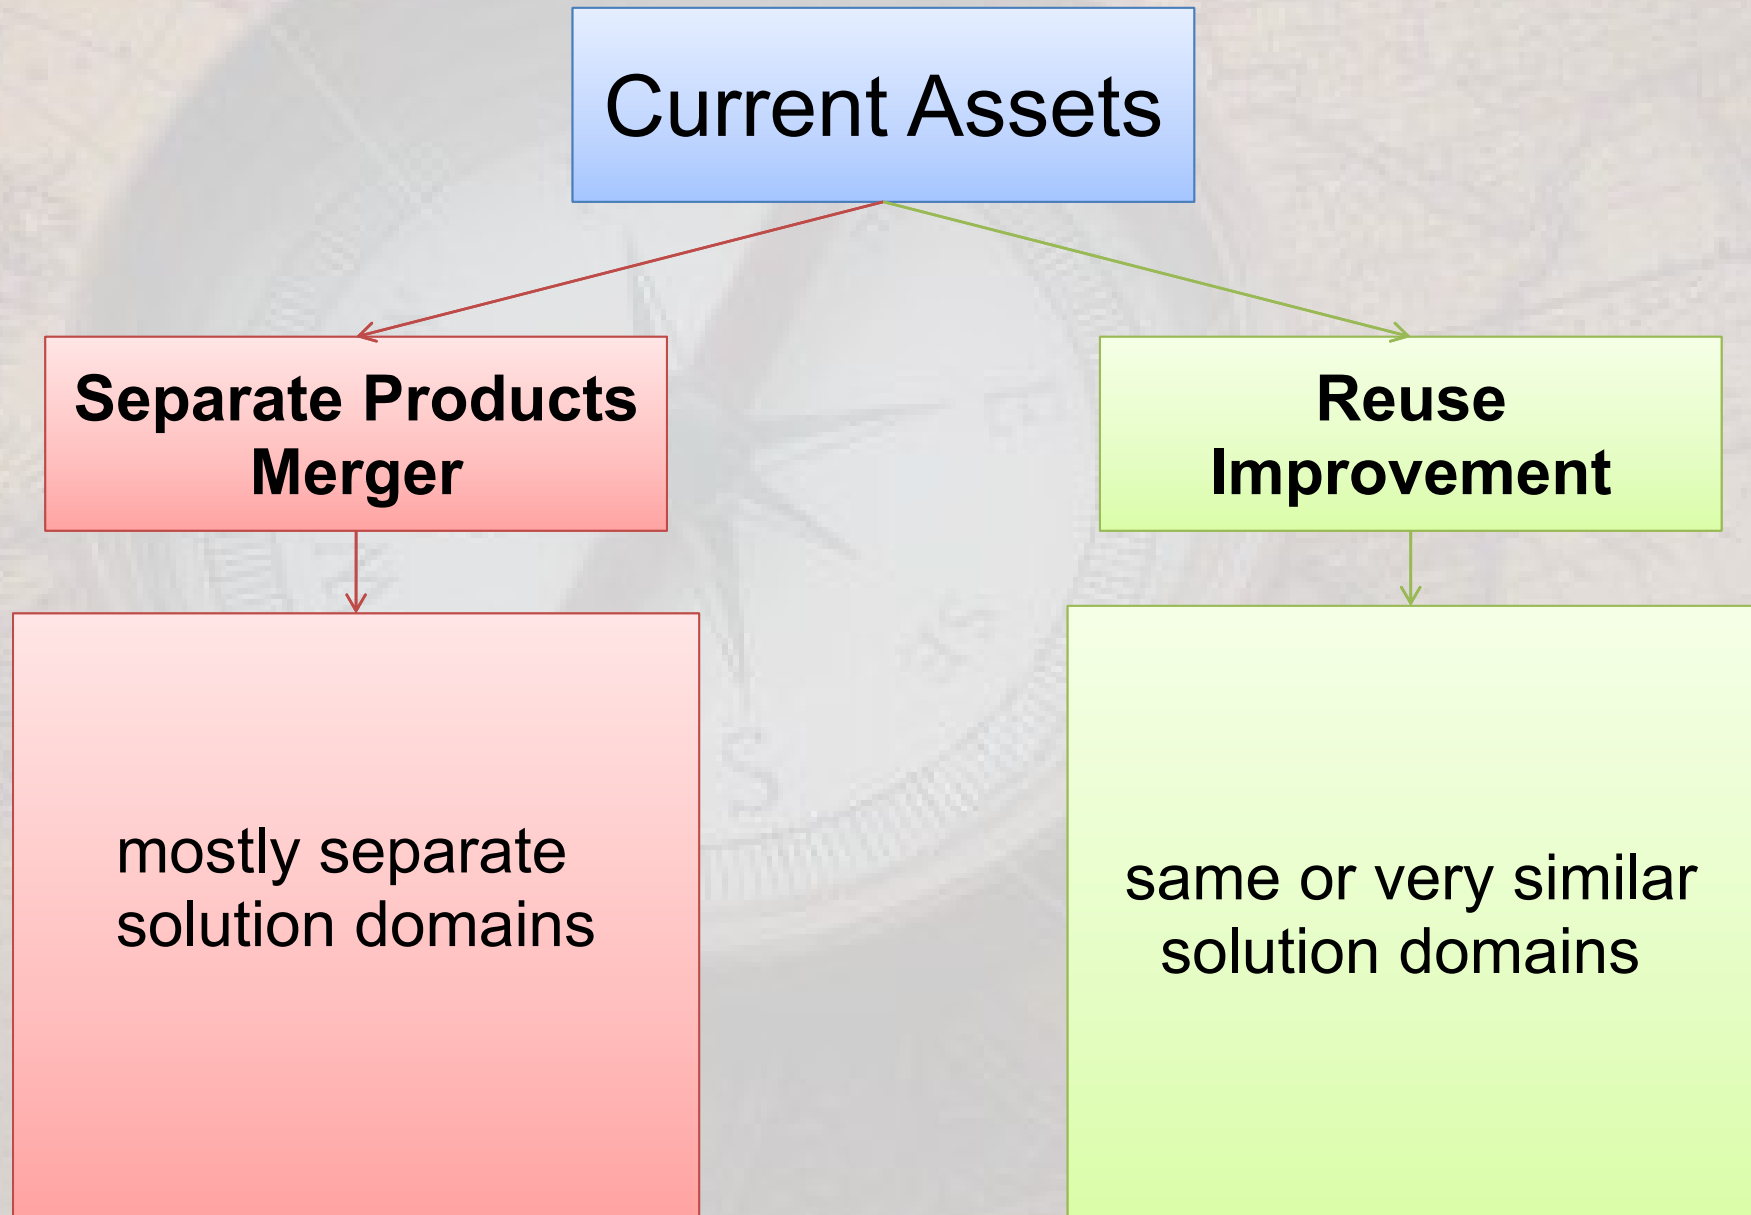 Current Assets
Separate Products
Merger
Reuse
Improvement
mostly separate
solution domains
same or very similar
solution domains